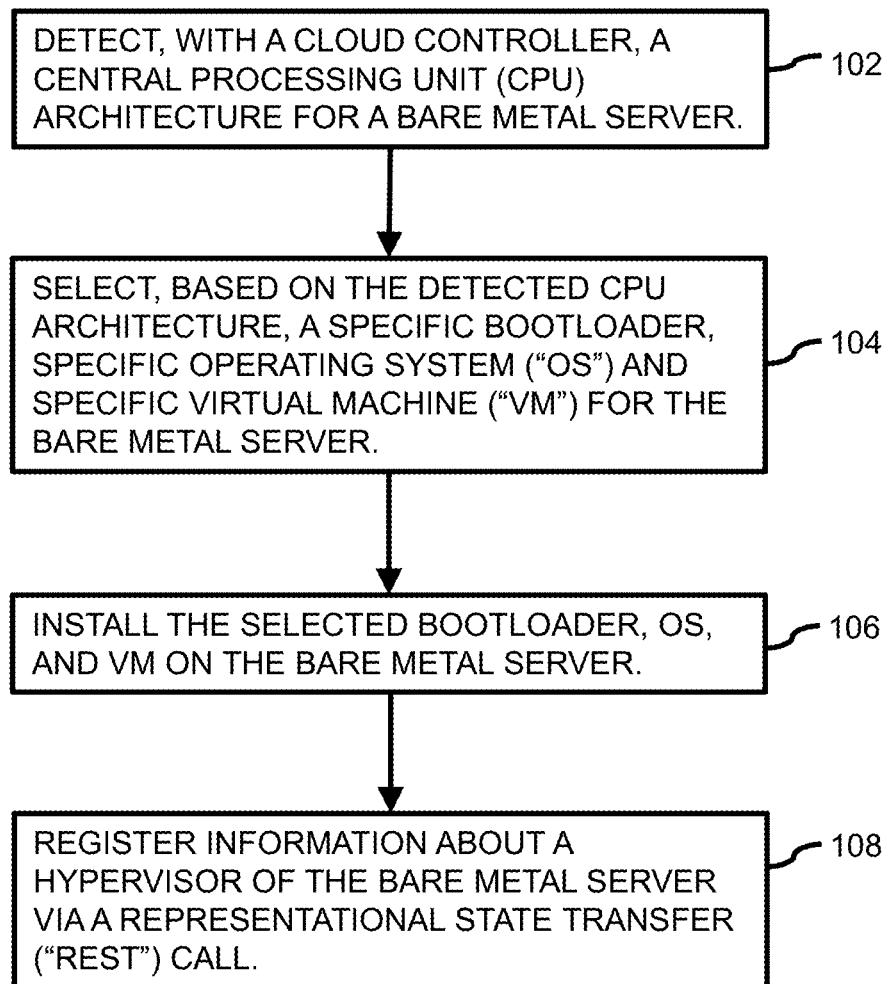 DETECT, WITH A CLOUD CONTROLLER, A
CENTRAL PROCESSING UNIT (CPU)
ARCHITECTURE FOR A BARE METAL SERVER.
102
SELECT, BASED ON THE DETECTED CPU
ARCHITECTURE, A SPECIFIC BOOTLOADER,
SPECIFIC OPERATING SYSTEM (“OS”) AND
SPECIFIC VIRTUAL MACHINE (“VM”) FOR THE
BARE METAL SERVER.
104
INSTALL THE SELECTED BOOTLOADER, OS,
AND VM ON THE BARE METAL SERVER.
106
REGISTER INFORMATION ABOUT A
HYPERVISOR OF THE BARE METAL SERVER
VIA A REPRESENTATIONAL STATE TRANSFER
(“REST”) CALL.
108